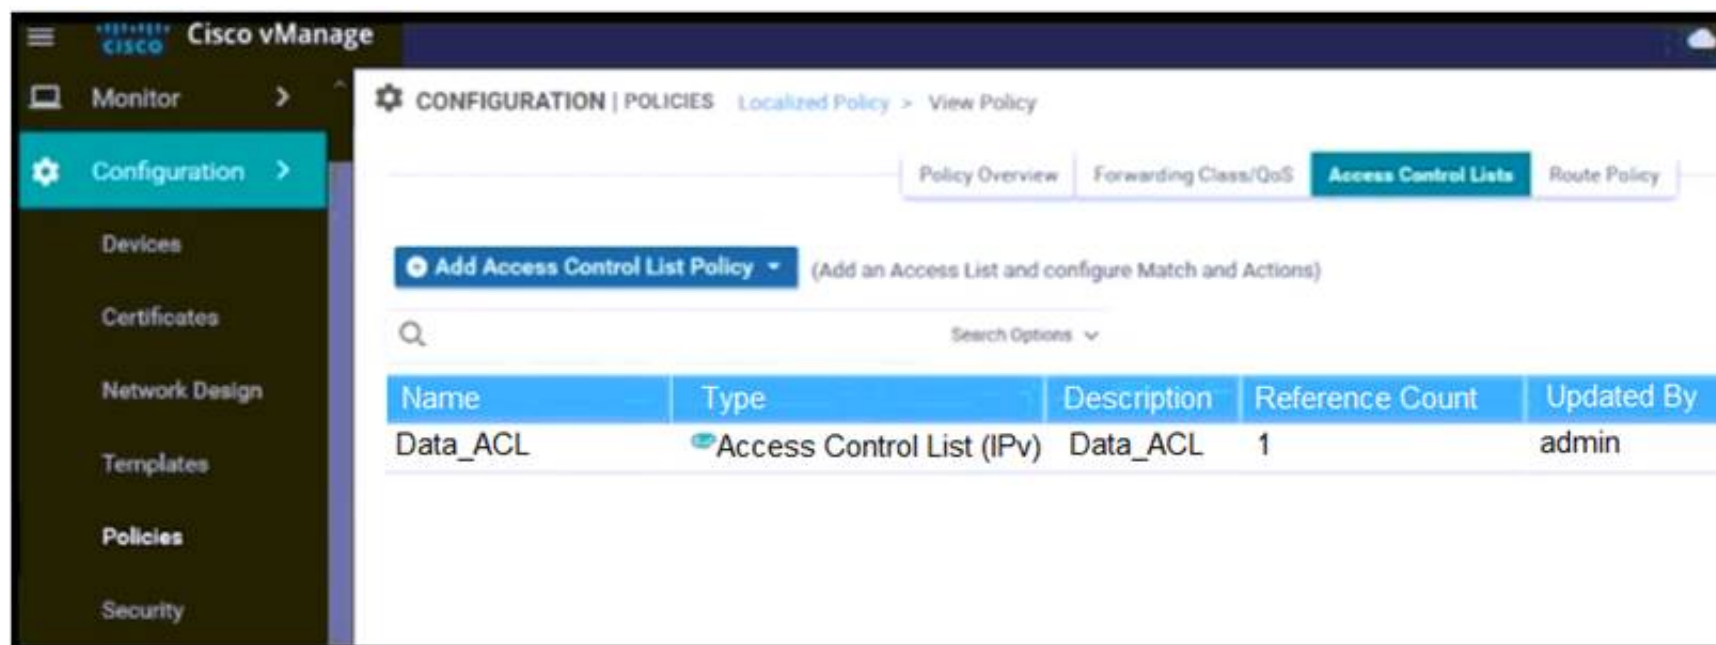 CISCO Cisco vManage
Monitor
CONFIGURATION | POLICIES Localized Policy > View Policy
Configuration
Policy Overview Forwarding Class/QoS Access Control Lists Route Policy
Devices
Add Access Control List Policy (Add an Access List and configure Match and Actions)
Certificates
Search Options
Network Design
Name Type Description Reference Count Updated By
Data_ACL Access Control List (IPv) Data_ACL 1 admin
Templates
Policies
Security